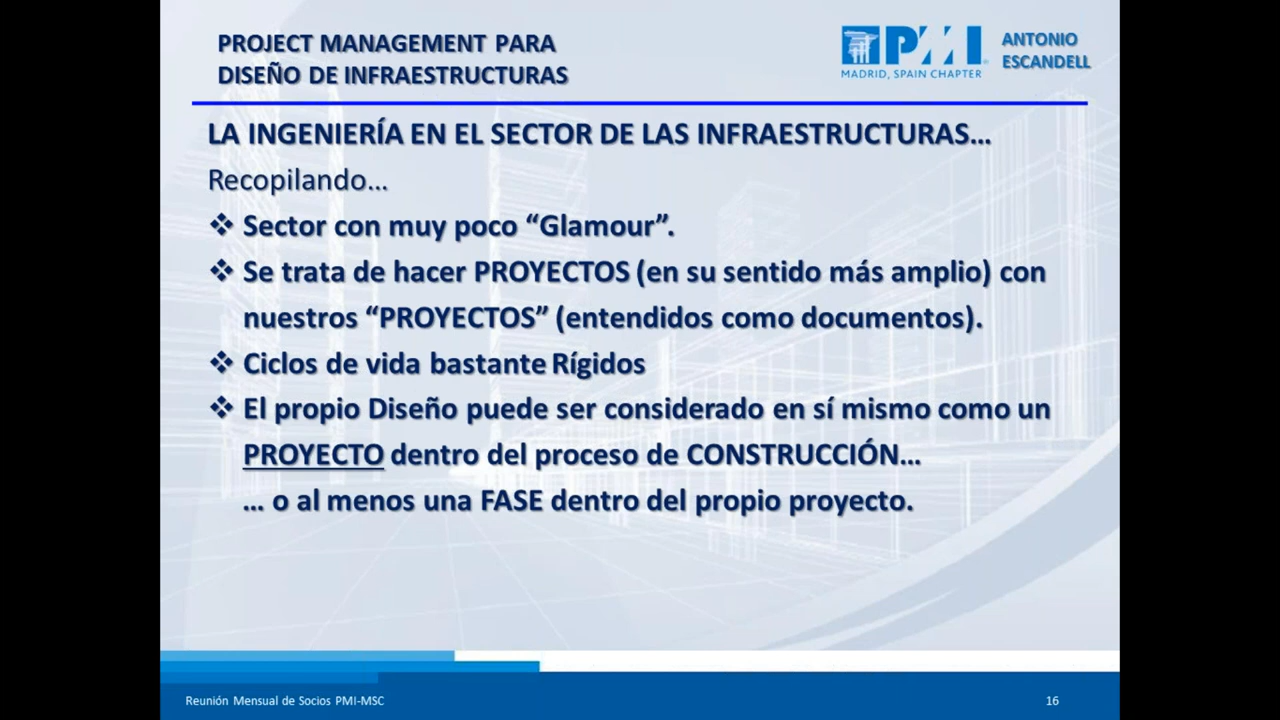 PROJECT MANAGEMENT PARA
DISEÑO DE INFRAESTRUCTURAS
PMI
MADRID, SPAIN CHAPTER
ANTONIO
ESCANDELL
LA INGENIERÍA EN EL SECTOR DE LAS INFRAESTRUCTURAS…
Recopilando…
❖ Sector con muy poco “Glamour”.
❖ Se trata de hacer PROYECTOS (en su sentido más amplio) con
nuestros “PROYECTOS” (entendidos como documentos).
❖ Ciclos de vida bastante Rígidos
❖ El propio Diseño puede ser considerado en sí mismo como un
PROYECTO dentro del proceso de CONSTRUCCIÓN…
… o al menos una FASE dentro del propio proyecto.
Reunión Mensual de Socios PMI-MSC
16